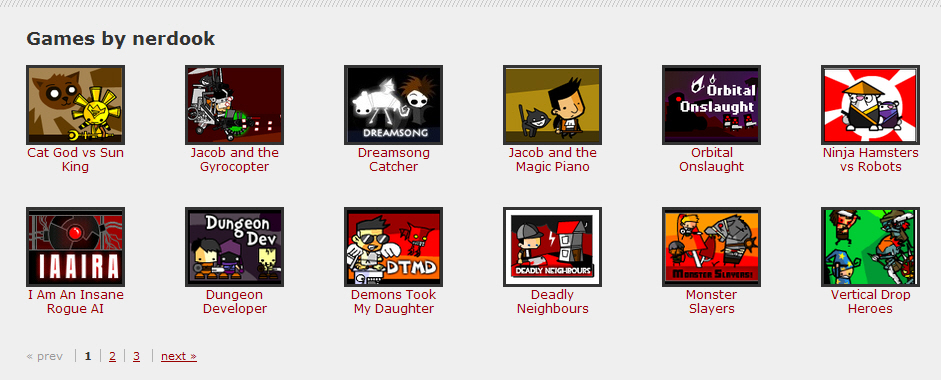 Games by nerdook
DREAMSONG
Orbital
Onslaught
Cat God vs Sun
King
Jacob and the
Gyrocopter
Dreamsong
Catcher
Jacob and the
Magic Piano
Orbital
Onslaught
Ninja Hamsters
vs Robots
IAAIRA
Dungeon
Dev
DTMD
DEADLY NEIGHBOURS
Monster Slayers!
I Am An Insane
Rogue AI
Dungeon
Developer
Demons Took
My Daughter
Deadly
Neighbours
Monster
Slayers
Vertical Drop
Heroes
« prev | 1 | 2 | 3 | next »